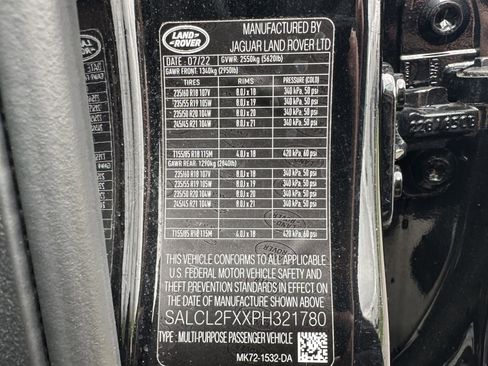 LAND-
ROVER
MANUFACTURED BY
JAGUAR LAND ROVER LTD
DATE : 07/22 GVWR: 2550kg (5620lb)
GAWR FRONT: 1340kg (2950lb)
TIRES RIMS PRESSURE (COLD)
235/60 R18 107V 8.0J x 18 340 kPa, 50 psi
235/55 R19 105W 8.0J x 19 340 kPa, 50 psi
235/50 R20 104W 8.0J x 20 340 kPa, 50 psi
245/45 R21 104W 8.0J x 21 340 kPa, 50 psi
T155/85 R18 115M 4.0J x 18 420 kPa, 60 psi
GAWR REAR: 1290kg (2840lb)
235/60 R18 107V 8.0J x 18 340 kPa, 50 psi
235/55 R19 105W 8.0J x 19 340 kPa, 50 psi
235/50 R20 104W 8.0J x 20 340 kPa, 50 psi
245/45 R21 104W 8.0J x 21 340 kPa, 50 psi
T155/85 R18 115M 4.0J x 18 420 kPa, 60 psi
THIS VEHICLE CONFORMS TO ALL APPLICABLE
U.S. FEDERAL MOTOR VEHICLE SAFETY AND
THEFT PREVENTION STANDARDS IN EFFECT ON
THE DATE OF MANUFACTURE SHOWN ABOVE
SALCL2FXXPH321780
TYPE : MULTI-PURPOSE PASSENGER VEHICLE
MK72-1532-DA